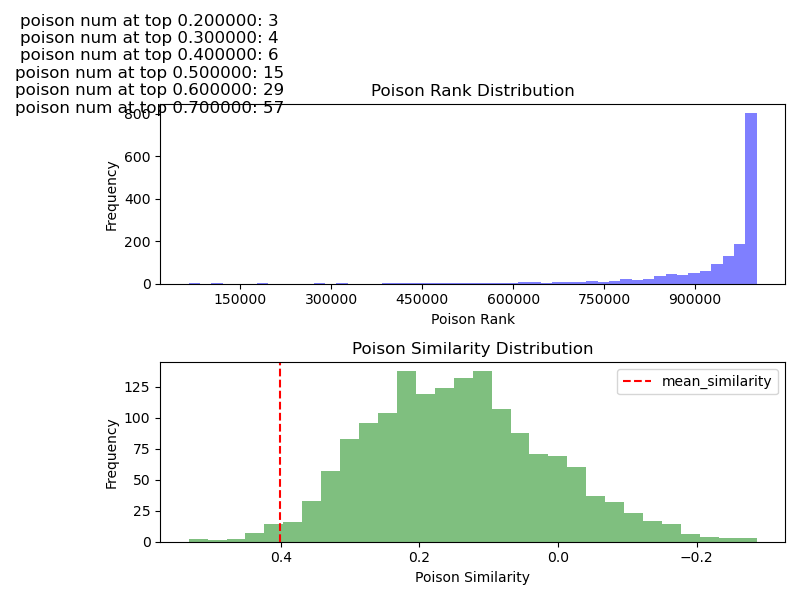 poison num at top 0.200000: 3
poison num at top 0.300000: 4
poison num at top 0.400000: 6
poison num at top 0.500000: 15
poison num at top 0.600000: 29
poison num at top 0.700000: 57
Poison Rank Distribution
800
600
400
200
0
Frequency
150000 300000 450000 600000 750000 900000
Poison Rank
Poison Similarity Distribution
mean_similarity
125
100
75
50
25
0
Frequency
0.4 0.2 0.0 −0.2
Poison Similarity